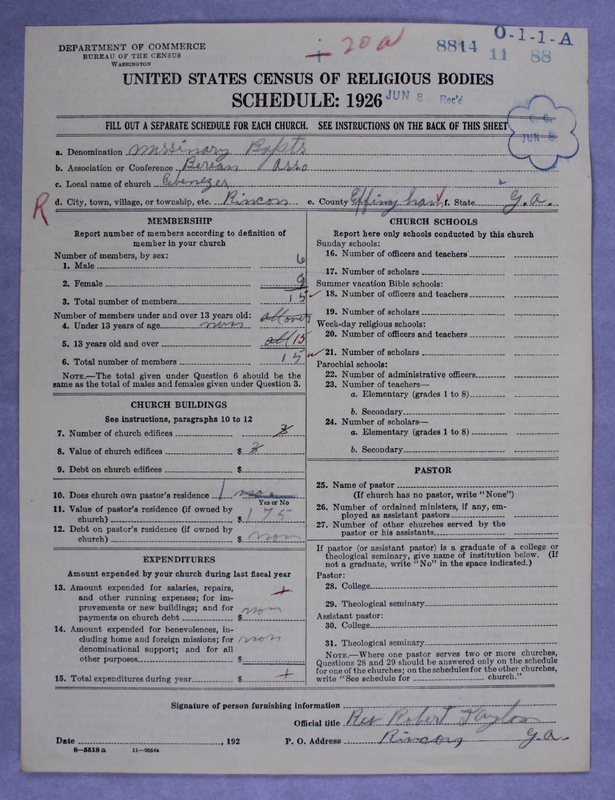 DEPARTMENT OF COMMERCE
BUREAU OF THE CENSUS
WASHINGTON
20a
8814
O-1-1-A
11 88
UNITED STATES CENSUS OF RELIGIOUS BODIES
SCHEDULE: 1926
JUN 8 Rec'd
FILL OUT A SEPARATE SCHEDULE FOR EACH CHURCH. SEE INSTRUCTIONS ON THE BACK OF THIS SHEET
JUN 8
a. Denomination Missinary Bapsts
b. Association or Conference Berean Asso
c. Local name of church Ebenezer
d. City, town, village, or township, etc. Rincon e. County Effingham f. State G.A.
R
MEMBERSHIP
Report number of members according to definition of member in your church
Number of members, by sex:
1. Male 6
2. Female 9
3. Total number of members 15
Number of members under and over 13 years old: all over
4. Under 13 years of age non
5. 13 years old and over all 15
6. Total number of members 15
NOTE.—The total given under Question 6 should be the same as the total of males and females given under Question 3.
CHURCH BUILDINGS
See instructions, paragraphs 10 to 12
7. Number of church edifices
8. Value of church edifices $
9. Debt on church edifices $
10. Does church own pastor's residence 1
Yes or No
11. Value of pastor's residence (if owned by church) $ 175
12. Debt on pastor's residence (if owned by church) $ non
EXPENDITURES
Amount expended by your church during last fiscal year
13. Amount expended for salaries, repairs, and other running expenses; for improvements or new buildings; and for payments on church debt $ non
14. Amount expended for benevolences, including home and foreign missions; for denominational support; and for all other purposes $ non
15. Total expenditures during year $
CHURCH SCHOOLS
Report here only schools conducted by this church
Sunday schools:
16. Number of officers and teachers
17. Number of scholars
Summer vacation Bible schools:
18. Number of officers and teachers
19. Number of scholars
Week-day religious schools:
20. Number of officers and teachers
21. Number of scholars
Parochial schools:
22. Number of administrative officers
23. Number of teachers—
a. Elementary (grades 1 to 8)
b. Secondary
24. Number of scholars—
a. Elementary (grades 1 to 8)
b. Secondary
PASTOR
25. Name of pastor
(If church has no pastor, write "None")
26. Number of ordained ministers, if any, employed as assistant pastors
27. Number of other churches served by the pastor or his assistants
If pastor (or assistant pastor) is a graduate of a college or theological seminary, give name of institution below. (If not a graduate, write "No" in the space indicated.)
Pastor:
28. College
29. Theological seminary
Assistant pastor:
30. College
31. Theological seminary
NOTE.—Where one pastor serves two or more churches, Questions 28 and 29 should be answered only on the schedule for one of the churches; on the schedules for the other churches, write "See schedule for church."
Signature of person furnishing information
Official title Rev Robert Taylor
Date , 192 P. O. Address Rincon G.A.
8—5518 a 11—9054a